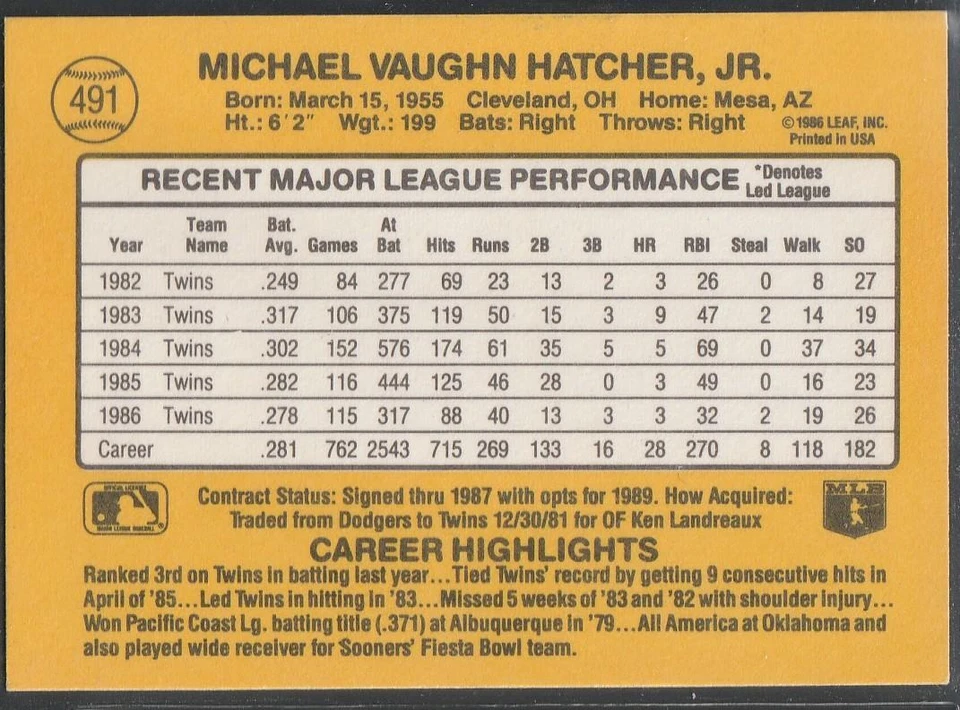 491
MICHAEL VAUGHN HATCHER, JR.
Born: March 15, 1955 Cleveland, OH Home: Mesa, AZ
Ht.: 6'2" Wgt.: 199 Bats: Right Throws: Right
©1986 LEAF, INC.
Printed in USA
RECENT MAJOR LEAGUE PERFORMANCE *Denotes Led League
Year Team Name Bat. Avg. Games At Bat Hits Runs 2B 3B HR RBI Steal Walk SO
1982 Twins .249 84 277 69 23 13 2 3 26 0 8 27
1983 Twins .317 106 375 119 50 15 3 9 47 2 14 19
1984 Twins .302 152 576 174 61 35 5 5 69 0 37 34
1985 Twins .282 116 444 125 46 28 0 3 49 0 16 23
1986 Twins .278 115 317 88 40 13 3 3 32 2 19 26
Career .281 762 2543 715 269 133 16 28 270 8 118 182
MLB
Contract Status: Signed thru 1987 with opts for 1989. How Acquired:
Traded from Dodgers to Twins 12/30/81 for OF Ken Landreaux
CAREER HIGHLIGHTS
Ranked 3rd on Twins in batting last year...Tied Twins' record by getting 9 consecutive hits in
April of '85...Led Twins in hitting in '83...Missed 5 weeks of '83 and '82 with shoulder injury...
Won Pacific Coast Lg. batting title (.371) at Albuquerque in '79...All America at Oklahoma and
also played wide receiver for Sooners' Fiesta Bowl team.